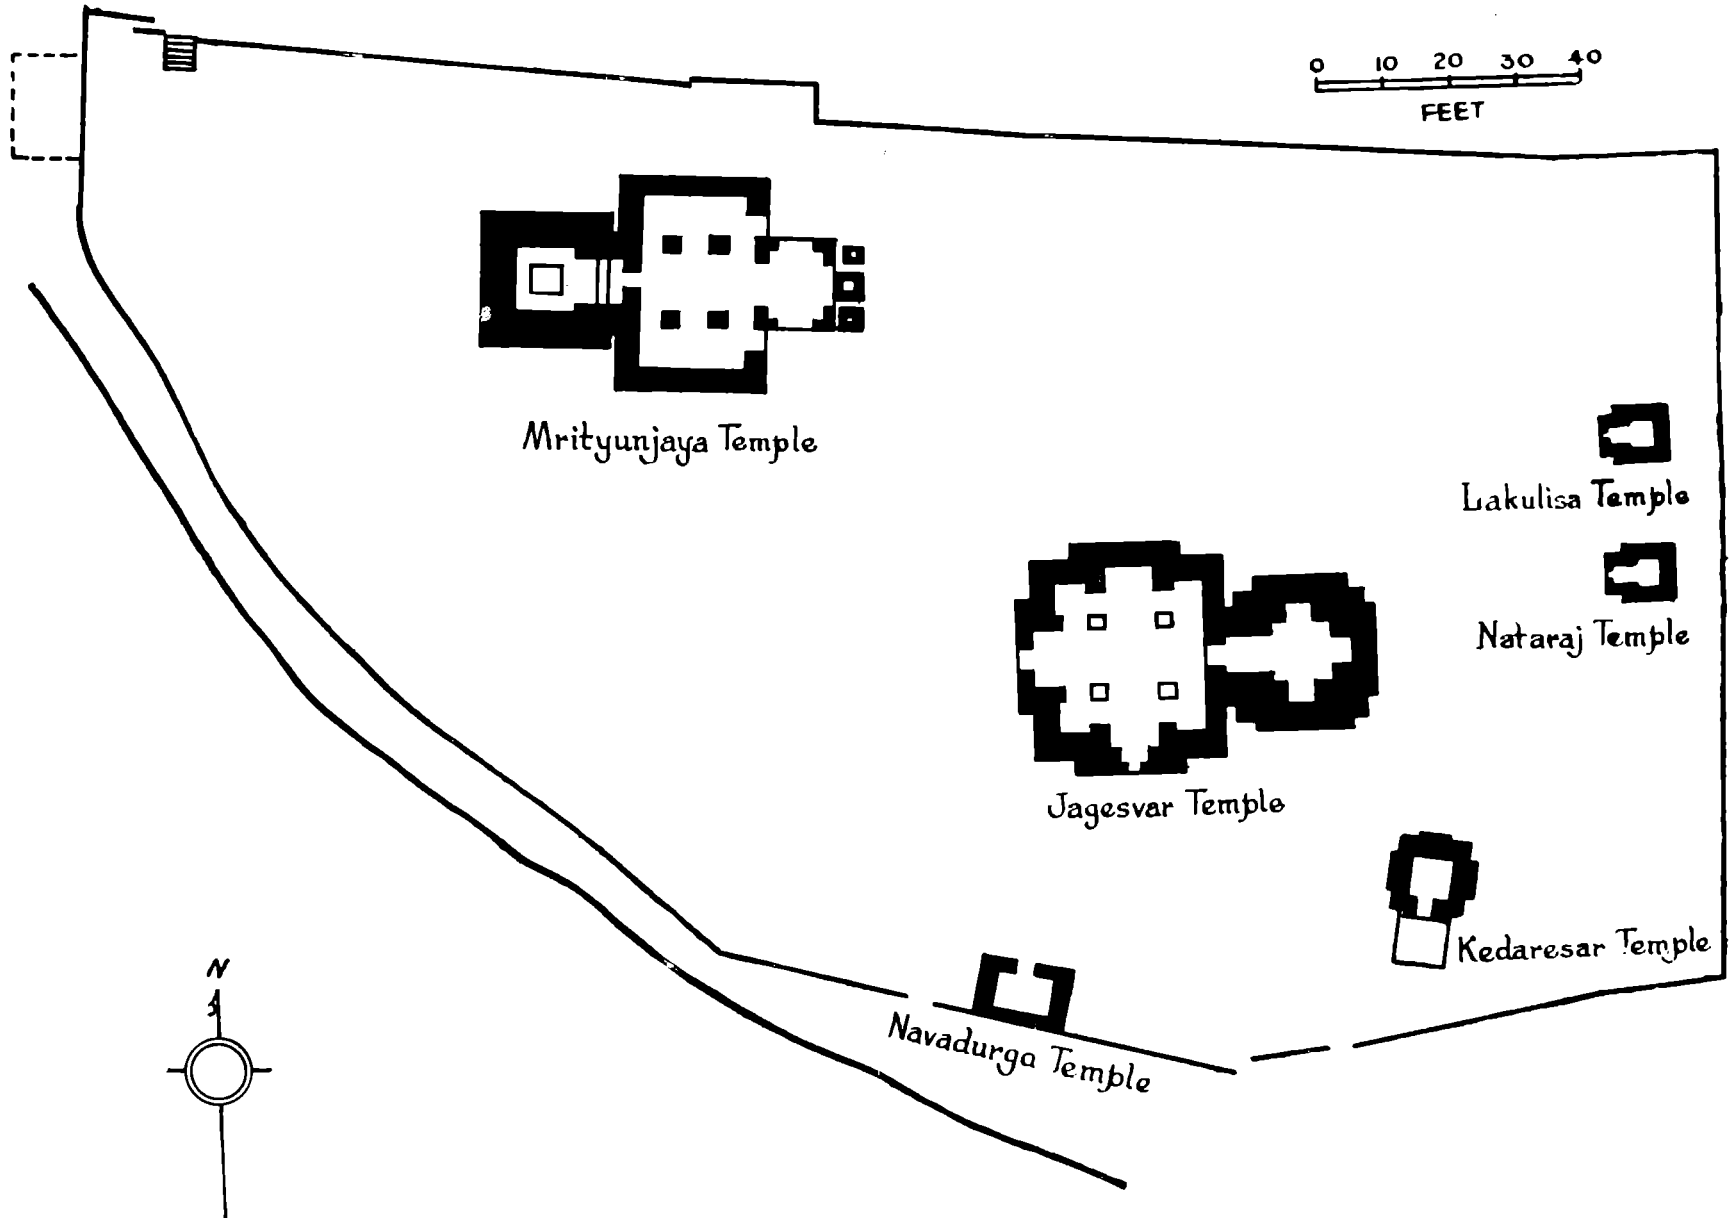 0 10 20 30 40
FEET
Mrityunjaya Temple
Lakulisa Temple
Nataraj Temple
Jagesvar Temple
Kedaresar Temple
N
Navadurga Temple